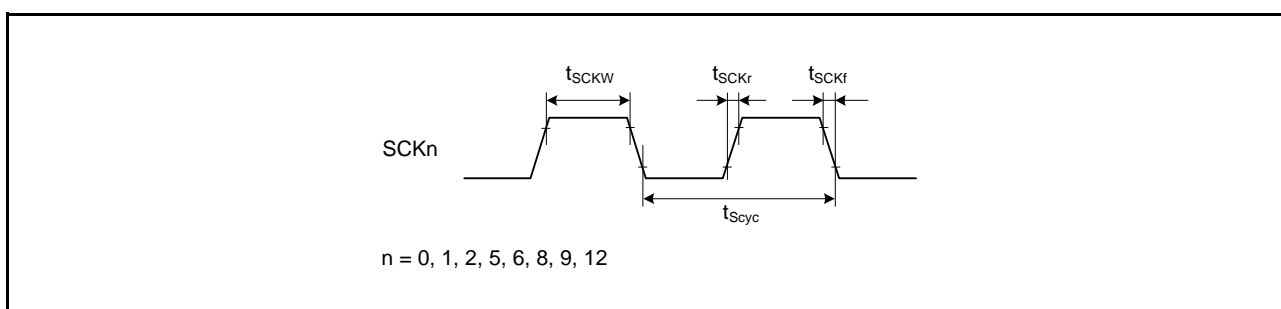 tSCKW tSCKr tSCKf
SCKn
tScyc
n = 0, 1, 2, 5, 6, 8, 9, 12